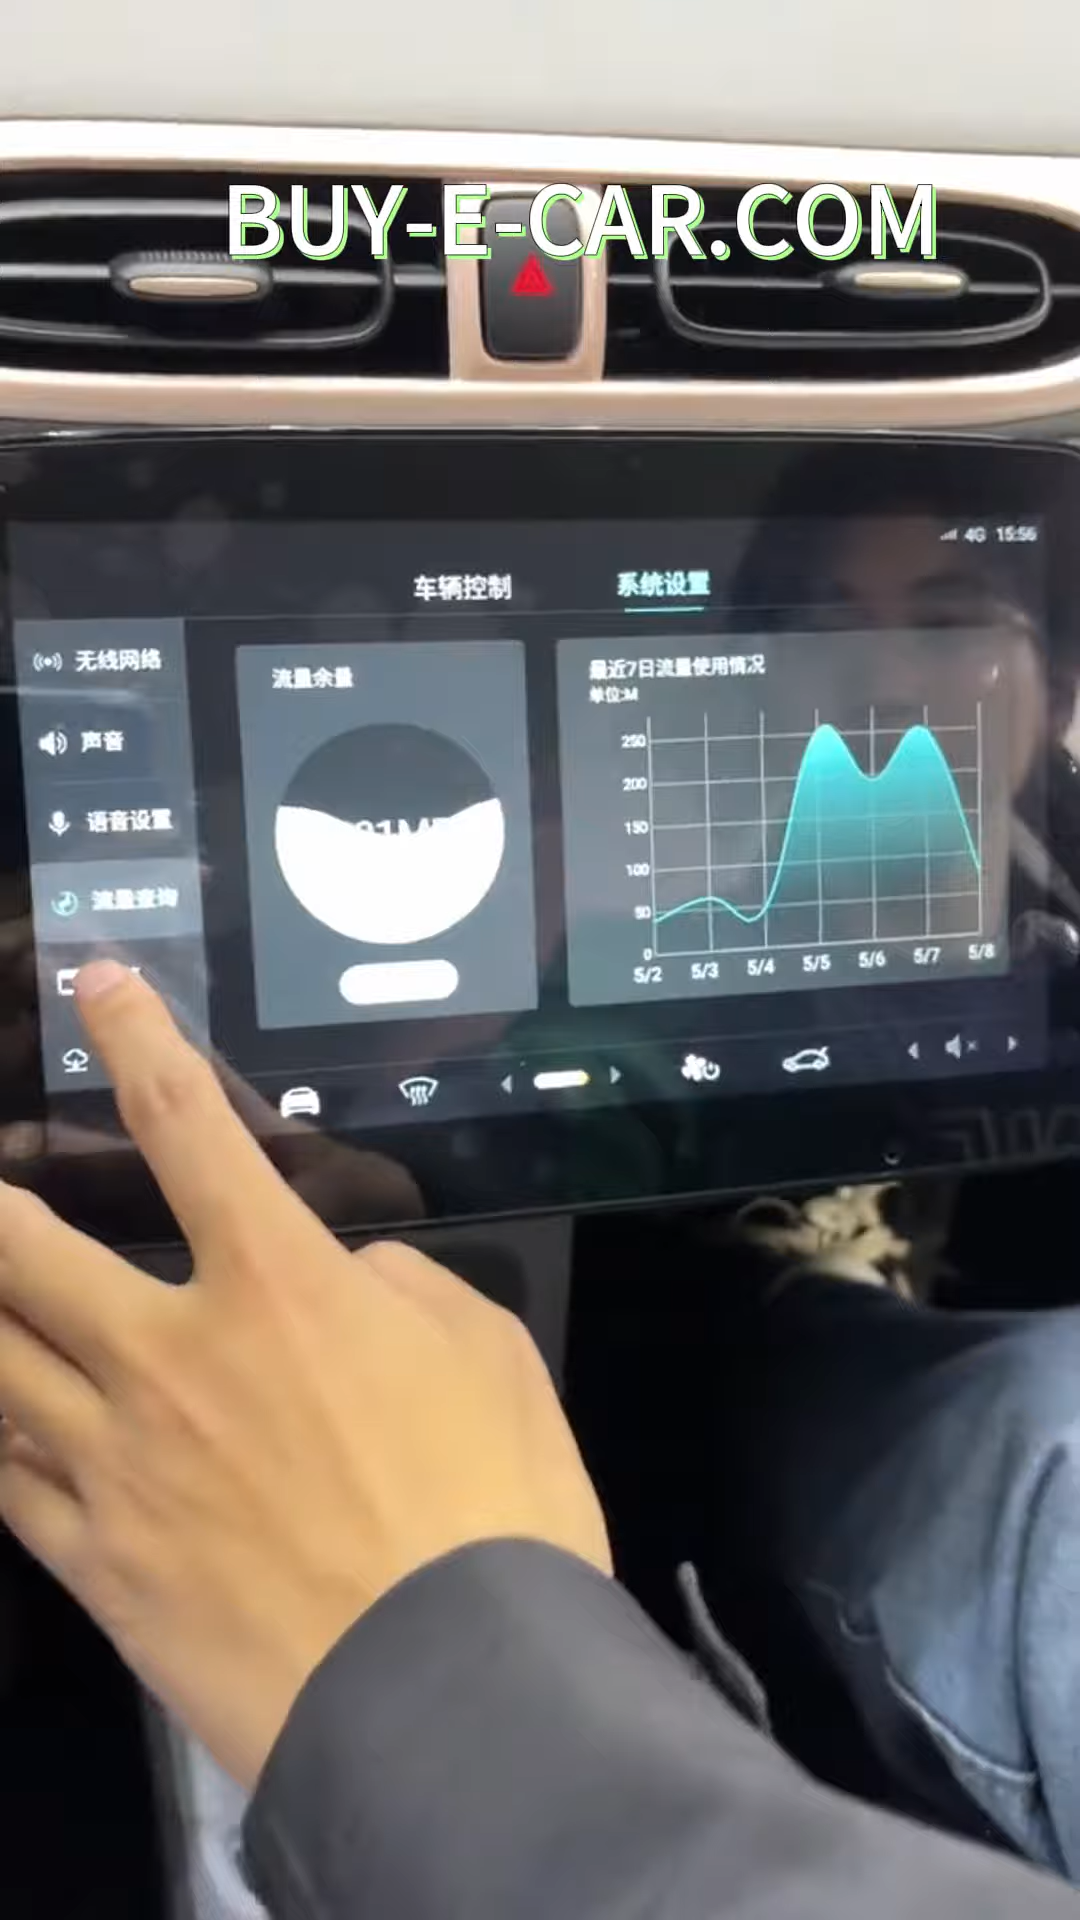 BUY-E-CAR.COM
4G 15:56
车辆控制
系统设置
无线网络
声音
语音设置
流量查询
流量余量
最近7日流量使用情况
单位:M
250
200
150
100
50
0
5/2 5/3 5/4 5/5 5/6 5/7 5/8